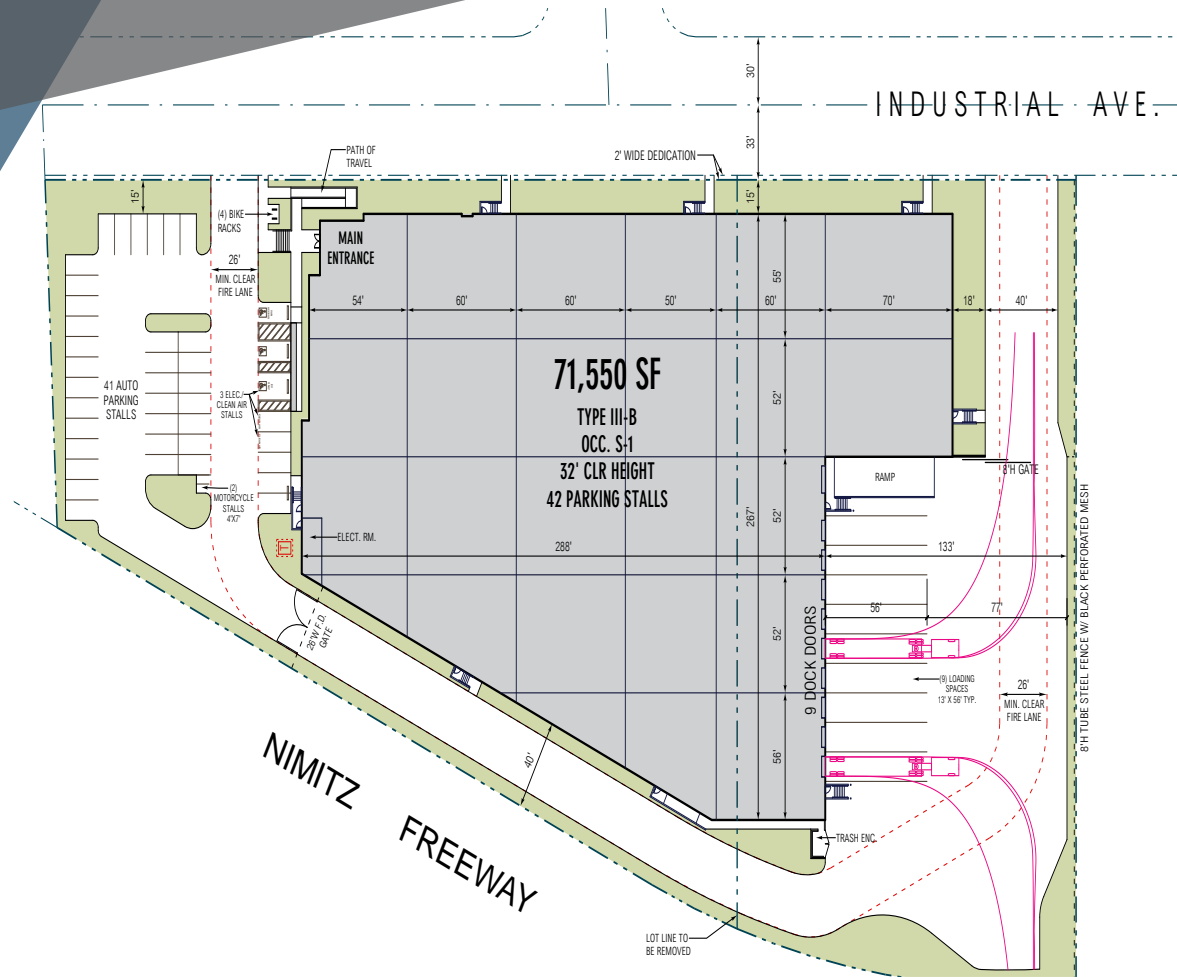 30'
INDUSTRIAL AVE.
33'
PATH OF
TRAVEL
2' WIDE DEDICATION
15'
15'
(4) BIKE
RACKS
MAIN
ENTRANCE
26'
MIN. CLEAR
FIRE LANE
55'
54'
60'
60'
50'
60'
70'
18'
40'
71,550 SF
TYPE III-B
OCC. S-1
32' CLR HEIGHT
42 PARKING STALLS
41 AUTO
PARKING
STALLS
3 ELEC./
CLEAN AIR
STALLS
52'
8'H GATE
RAMP
(2)
MOTORCYCLE
STALLS
4'X7'
267'
52'
ELECT. RM.
288'
133'
8'H TUBE STEEL FENCE W/ BLACK PERFORATED MESH
T
26'W F.D.
GATE
52'
56'
77'
9 DOCK DOORS
(9) LOADING
SPACES
13' X 56' TYP.
26'
MIN. CLEAR
FIRE LANE
56'
40'
NIMITZ FREEWAY
TRASH ENC.
LOT LINE TO
BE REMOVED